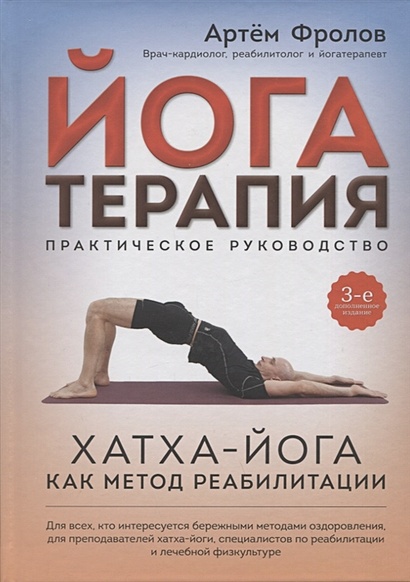 Артём Фролов
Врач-кардиолог, реабилитолог и йогатерапевт
ЙОГА
ТЕРАПИЯ
ПРАКТИЧЕСКОЕ РУКОВОДСТВО
3-е
дополненное
издание
ХАТХА-ЙОГА
КАК МЕТОД РЕАБИЛИТАЦИИ
Для всех, кто интересуется бережными методами оздоровления,
для преподавателей хатха-йоги, специалистов по реабилитации
и лечебной физкультуре